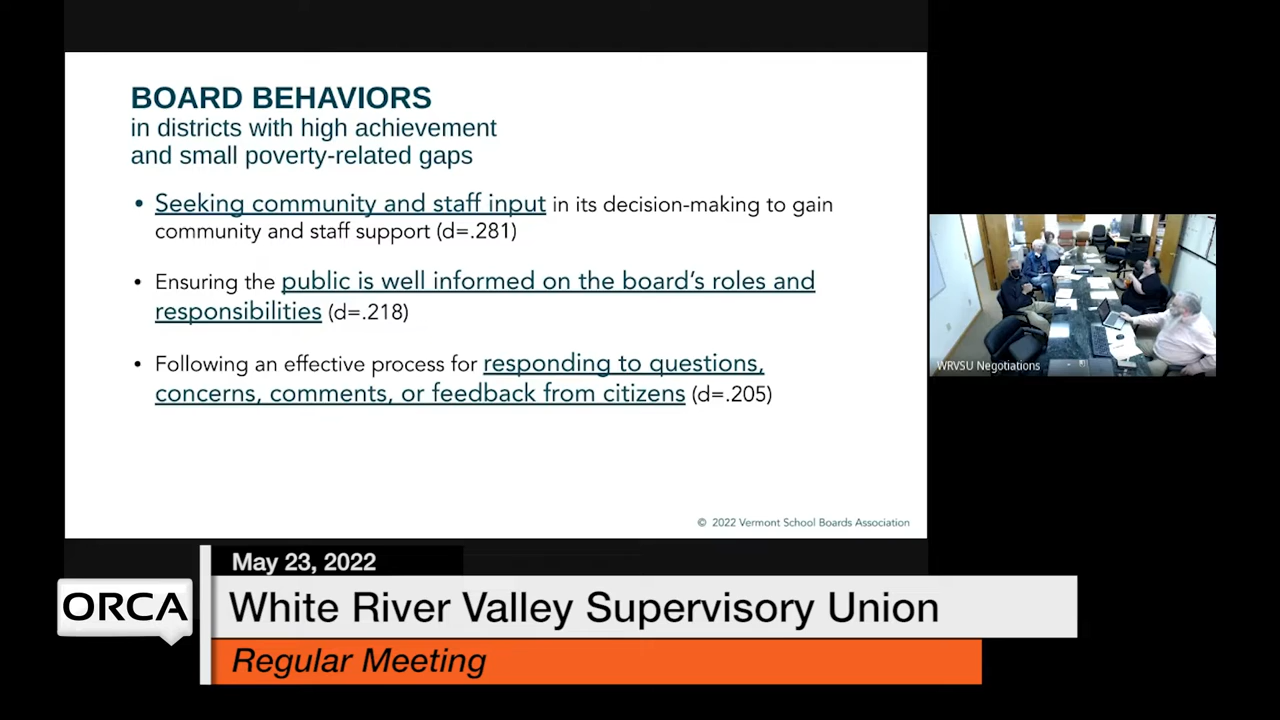 BOARD BEHAVIORS
in districts with high achievement
and small poverty-related gaps
• Seeking community and staff input in its decision-making to gain
community and staff support (d=.281)
• Ensuring the public is well informed on the board's roles and
responsibilities (d=.218)
• Following an effective process for responding to questions,
concerns, comments, or feedback from citizens (d=.205)
© 2022 Vermont School Boards Association
WRVSU Negotiations
May 23, 2022
ORCA
White River Valley Supervisory Union
Regular Meeting